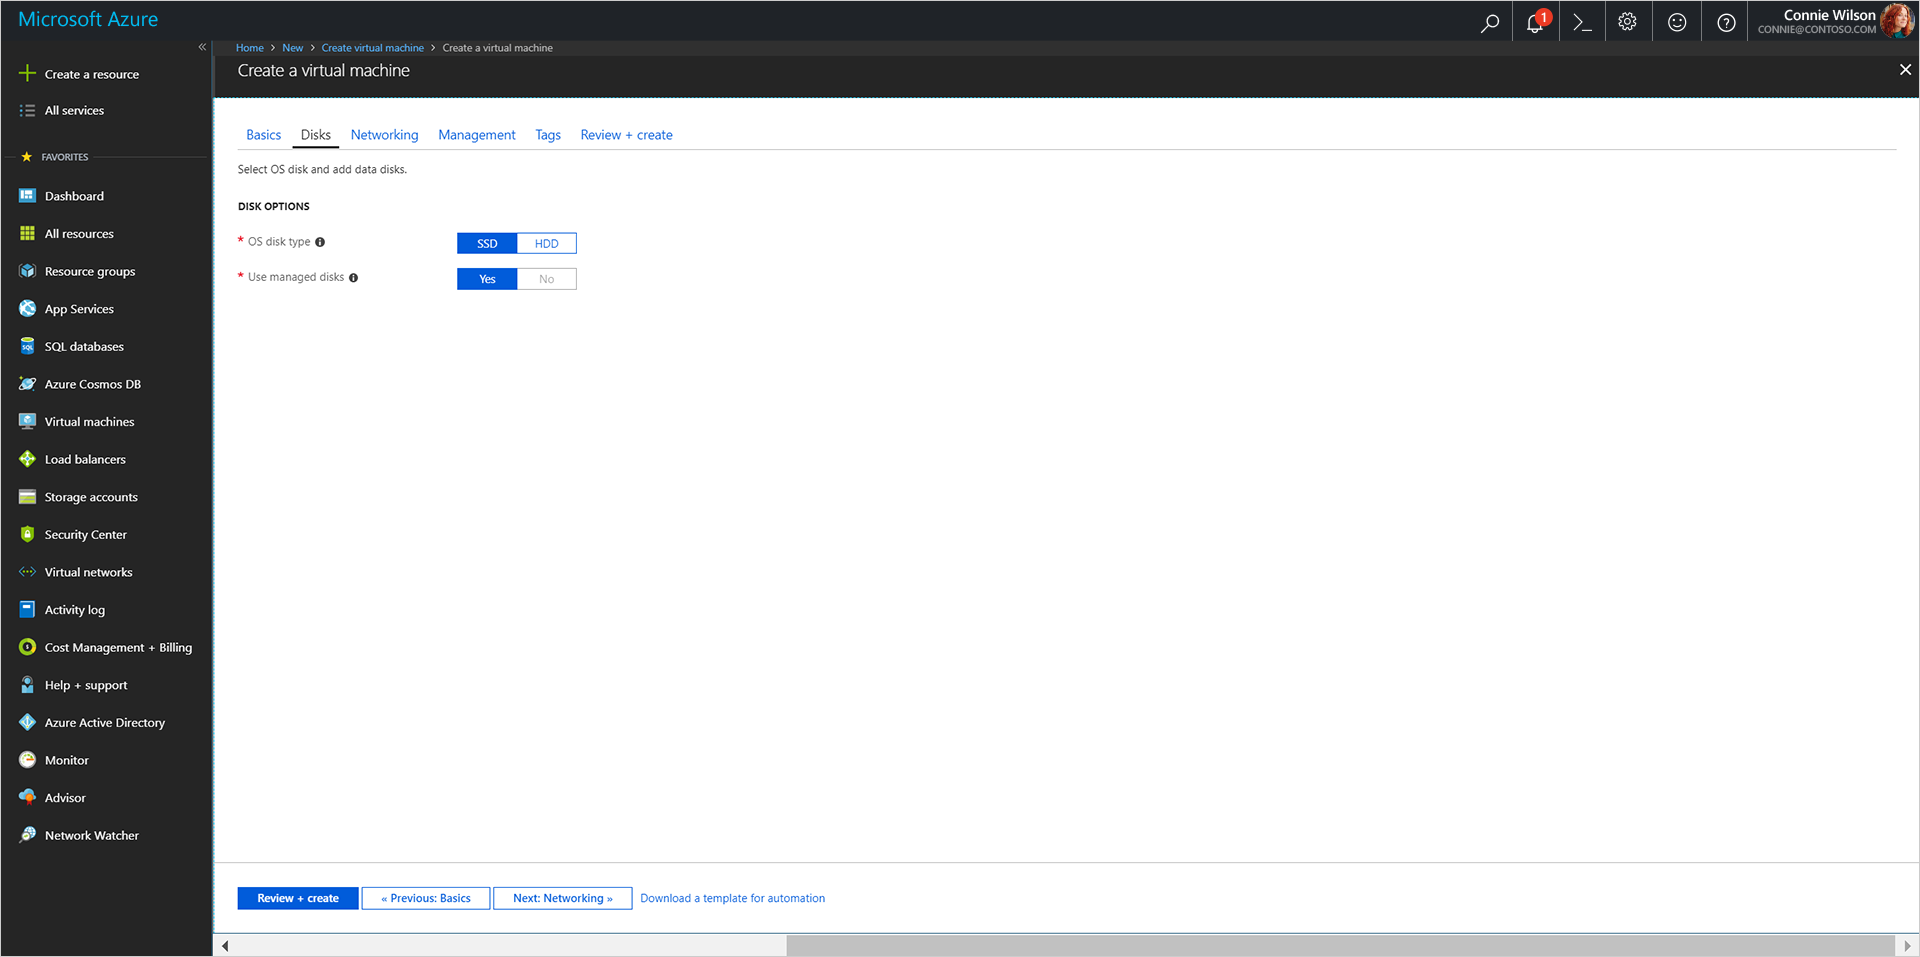 Microsoft Azure
1
Connie Wilson
CONNIE@CONTOSO.COM
Home > New > Create virtual machine > Create a virtual machine
Create a virtual machine
Create a resource
All services
FAVORITES
Dashboard
All resources
Resource groups
App Services
SQL databases
Azure Cosmos DB
Virtual machines
Load balancers
Storage accounts
Security Center
Virtual networks
Activity log
Cost Management + Billing
Help + support
Azure Active Directory
Monitor
Advisor
Network Watcher
Basics Disks Networking Management Tags Review + create
Select OS disk and add data disks.
DISK OPTIONS
* OS disk type SSD HDD
* Use managed disks Yes No
Review + create « Previous: Basics Next: Networking » Download a template for automation